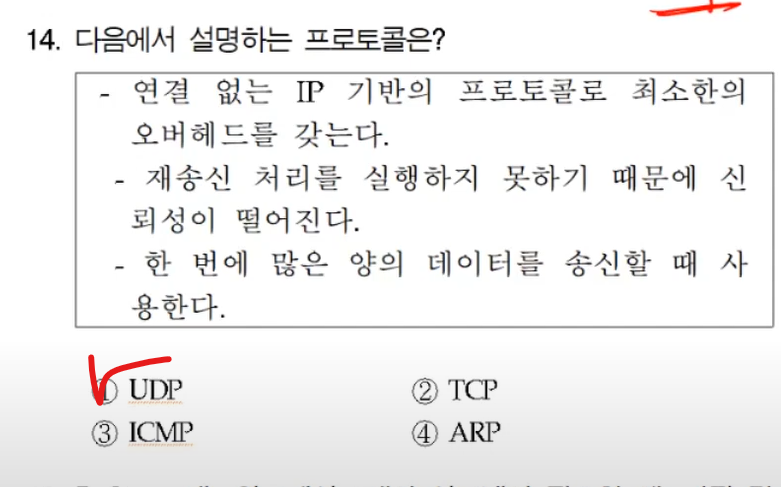 14. 다음에서 설명하는 프로토콜은?
- 연결 없는 IP 기반의 프로토콜로 최소한의
오버헤드를 갖는다.
- 재송신 처리를 실행하지 못하기 때문에 신
뢰성이 떨어진다.
- 한 번에 많은 양의 데이터를 송신할 때 사
용한다.
① UDP ② TCP
③ ICMP ④ ARP